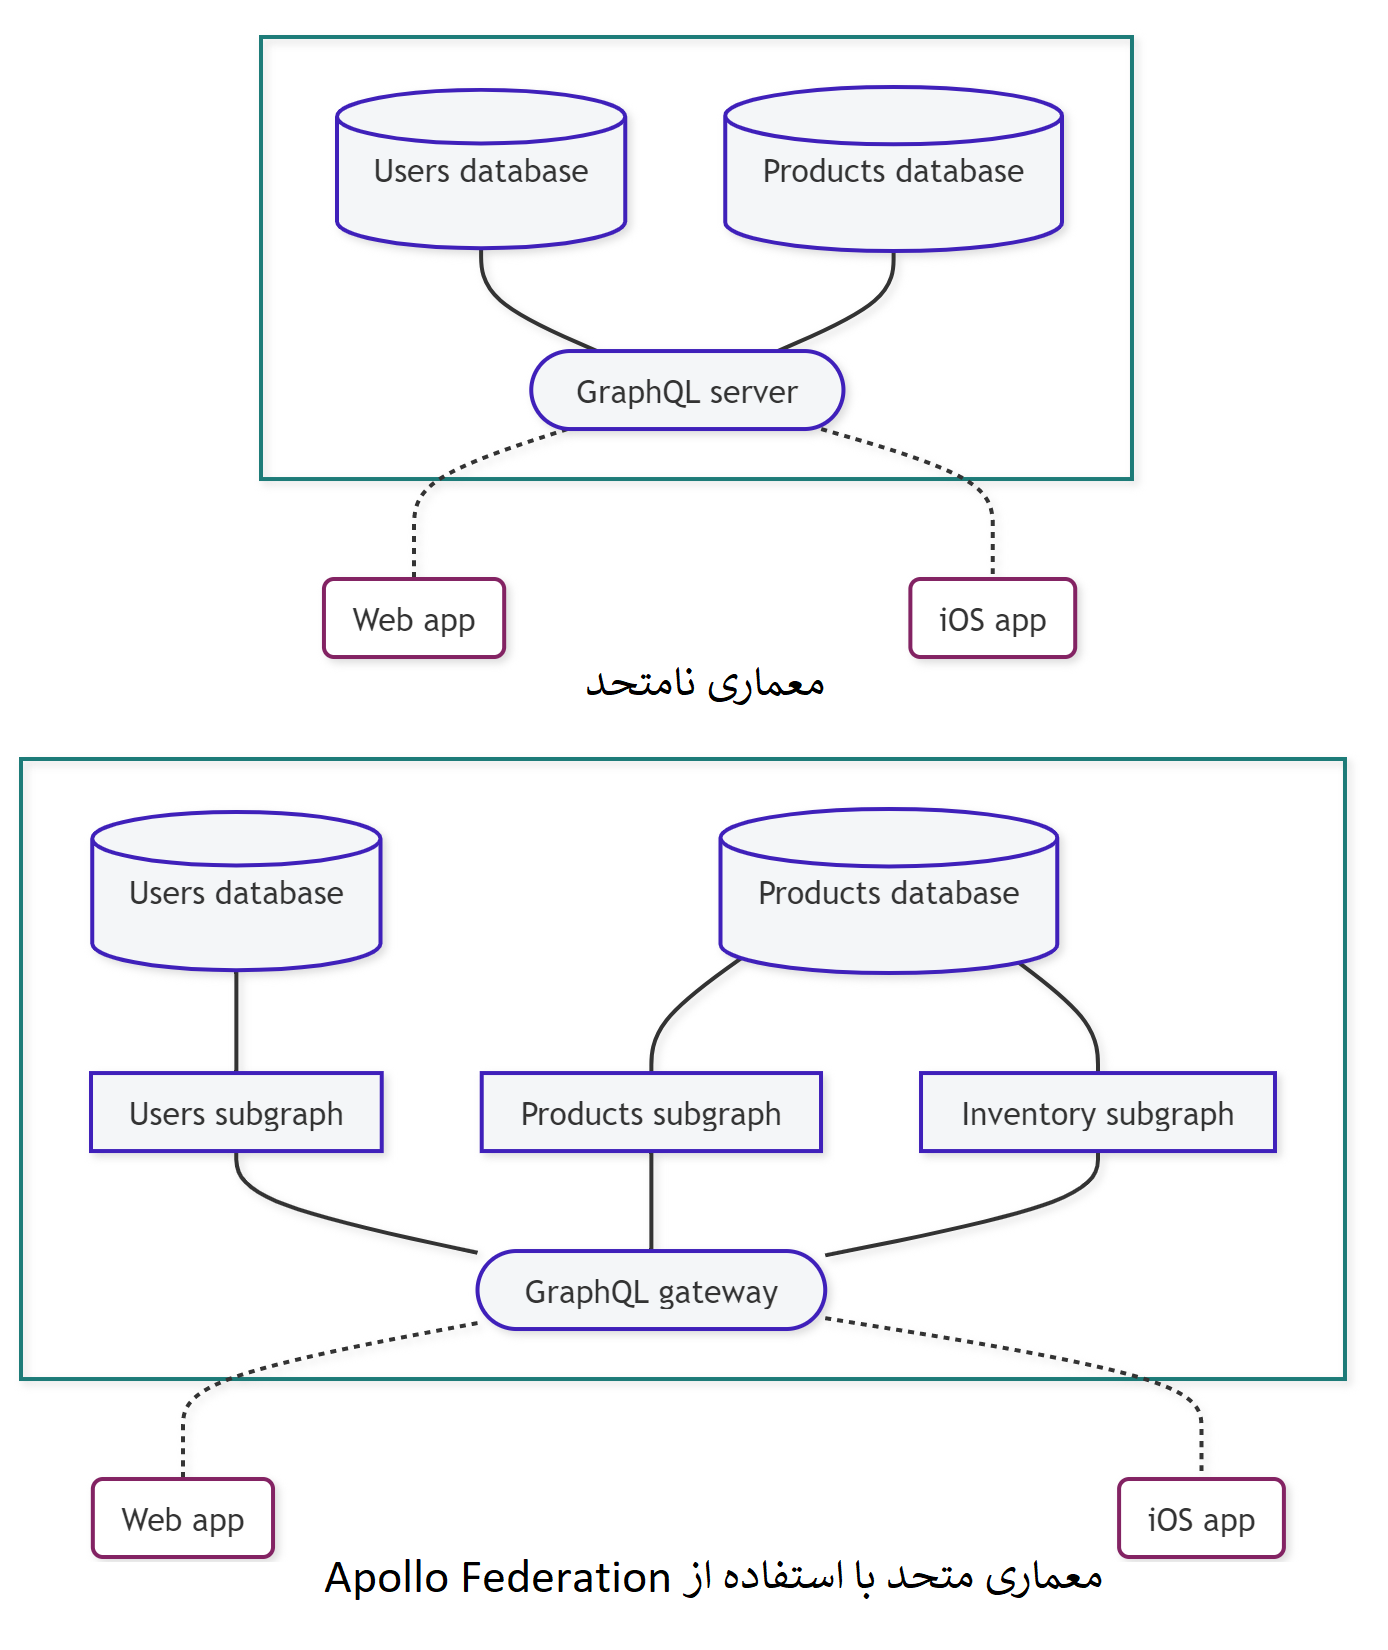 Users database
Products database
GraphQL server
Web app
iOS app
معماری نامتحد
Users database
Products database
Users subgraph
Products subgraph
Inventory subgraph
GraphQL gateway
Web app
iOS app
معماری متحد با استفاده از Apollo Federation